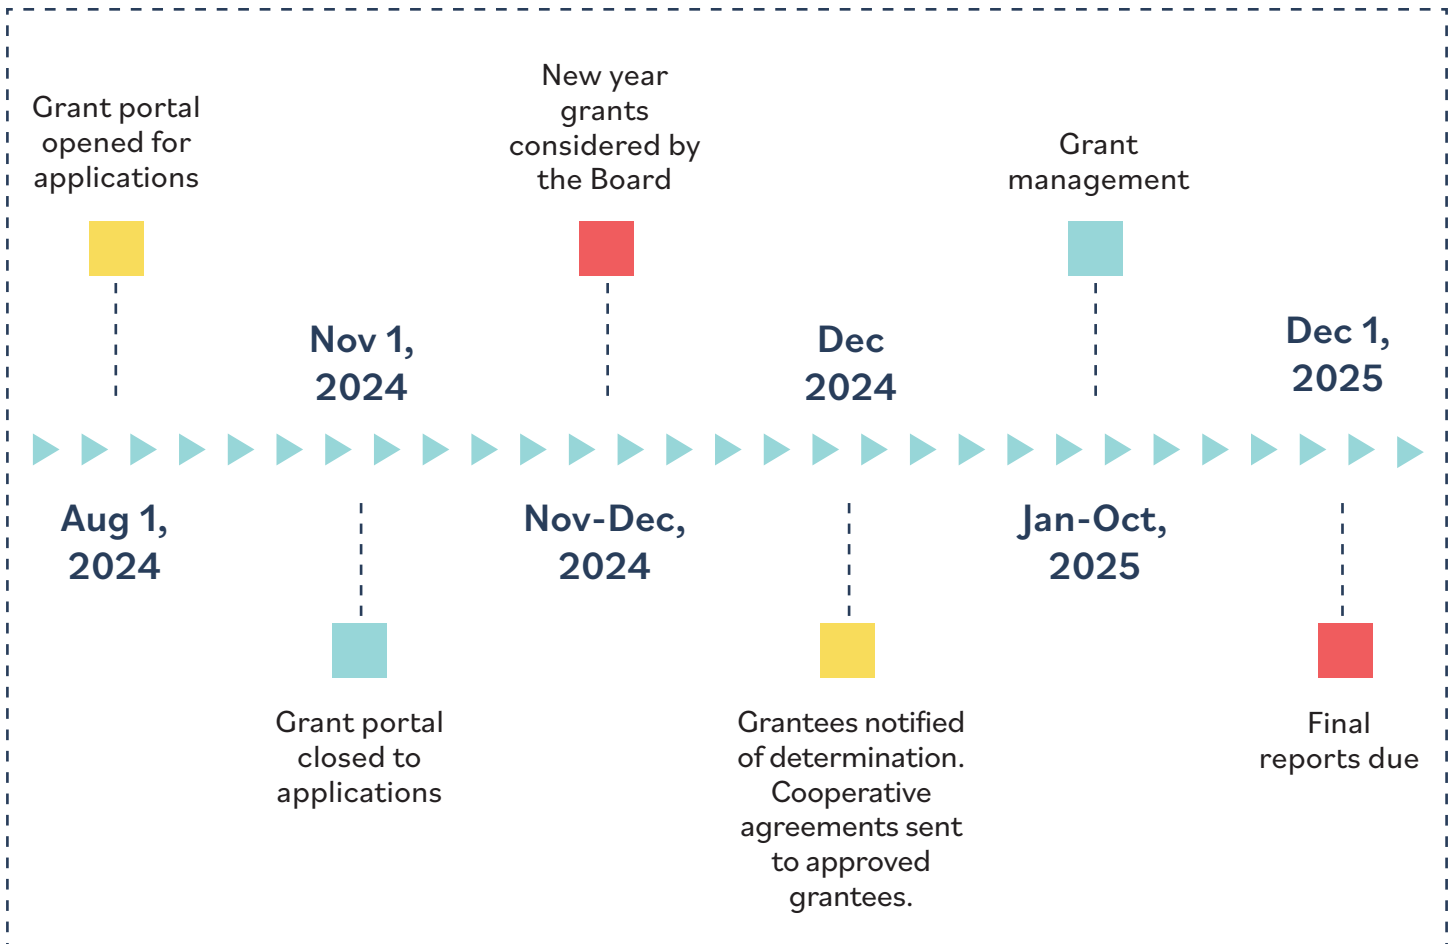 Grant portal
opened for
applications
Aug 1,
2024
Nov 1,
2024
Grant portal
closed to
applications
New year
grants
considered by
the Board
Nov-Dec,
2024
Dec
2024
Grantees notified
of determination.
Cooperative
agreements sent
to approved
grantees.
Grant
management
Jan-Oct,
2025
Dec 1,
2025
Final
reports due